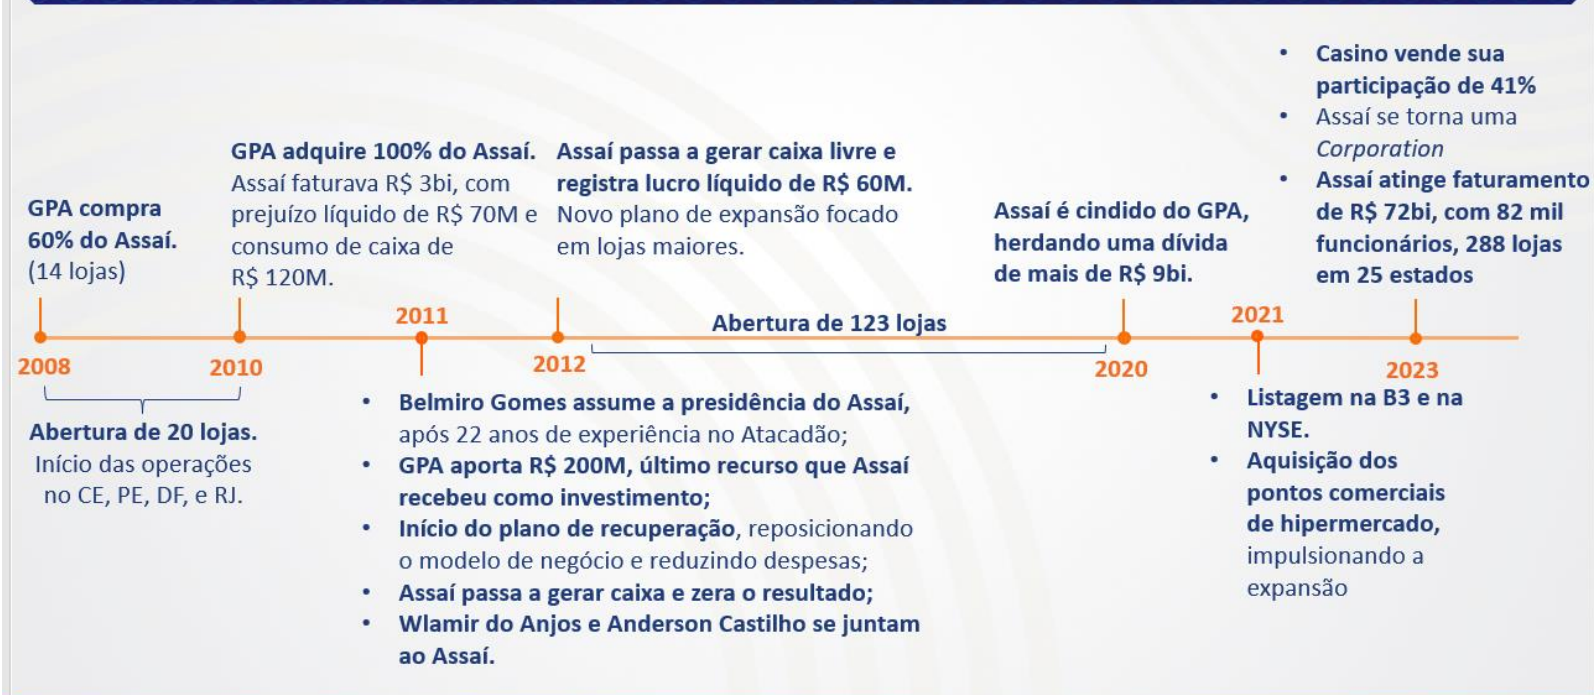 GPA compra
60% do Assaí.
(14 lojas)
2008
Abertura de 20 lojas.
Início das operações
no CE, PE, DF, e RJ.
GPA adquire 100% do Assaí.
Assaí faturava R$ 3bi, com
prejuízo líquido de R$ 70M e
consumo de caixa de
R$ 120M.
2010
2011
• Belmiro Gomes assume a presidência do Assaí,
após 22 anos de experiência no Atacadão;
• GPA aporta R$ 200M, último recurso que Assaí
recebeu como investimento;
• Início do plano de recuperação, reposicionando
o modelo de negócio e reduzindo despesas;
• Assaí passa a gerar caixa e zera o resultado;
• Wlamir do Anjos e Anderson Castilho se juntam
ao Assaí.
Assaí passa a gerar caixa livre e
registra lucro líquido de R$ 60M.
Novo plano de expansão focado
em lojas maiores.
2012
Abertura de 123 lojas
Assaí é cindido do GPA,
herdando uma dívida
de mais de R$ 9bi.
2020
2021
• Listagem na B3 e na
NYSE.
• Aquisição dos
pontos comerciais
de hipermercado,
impulsionando a
expansão
• Casino vende sua
participação de 41%
• Assaí se torna uma
Corporation
• Assaí atinge faturamento
de R$ 72bi, com 82 mil
funcionários, 288 lojas
em 25 estados
2023